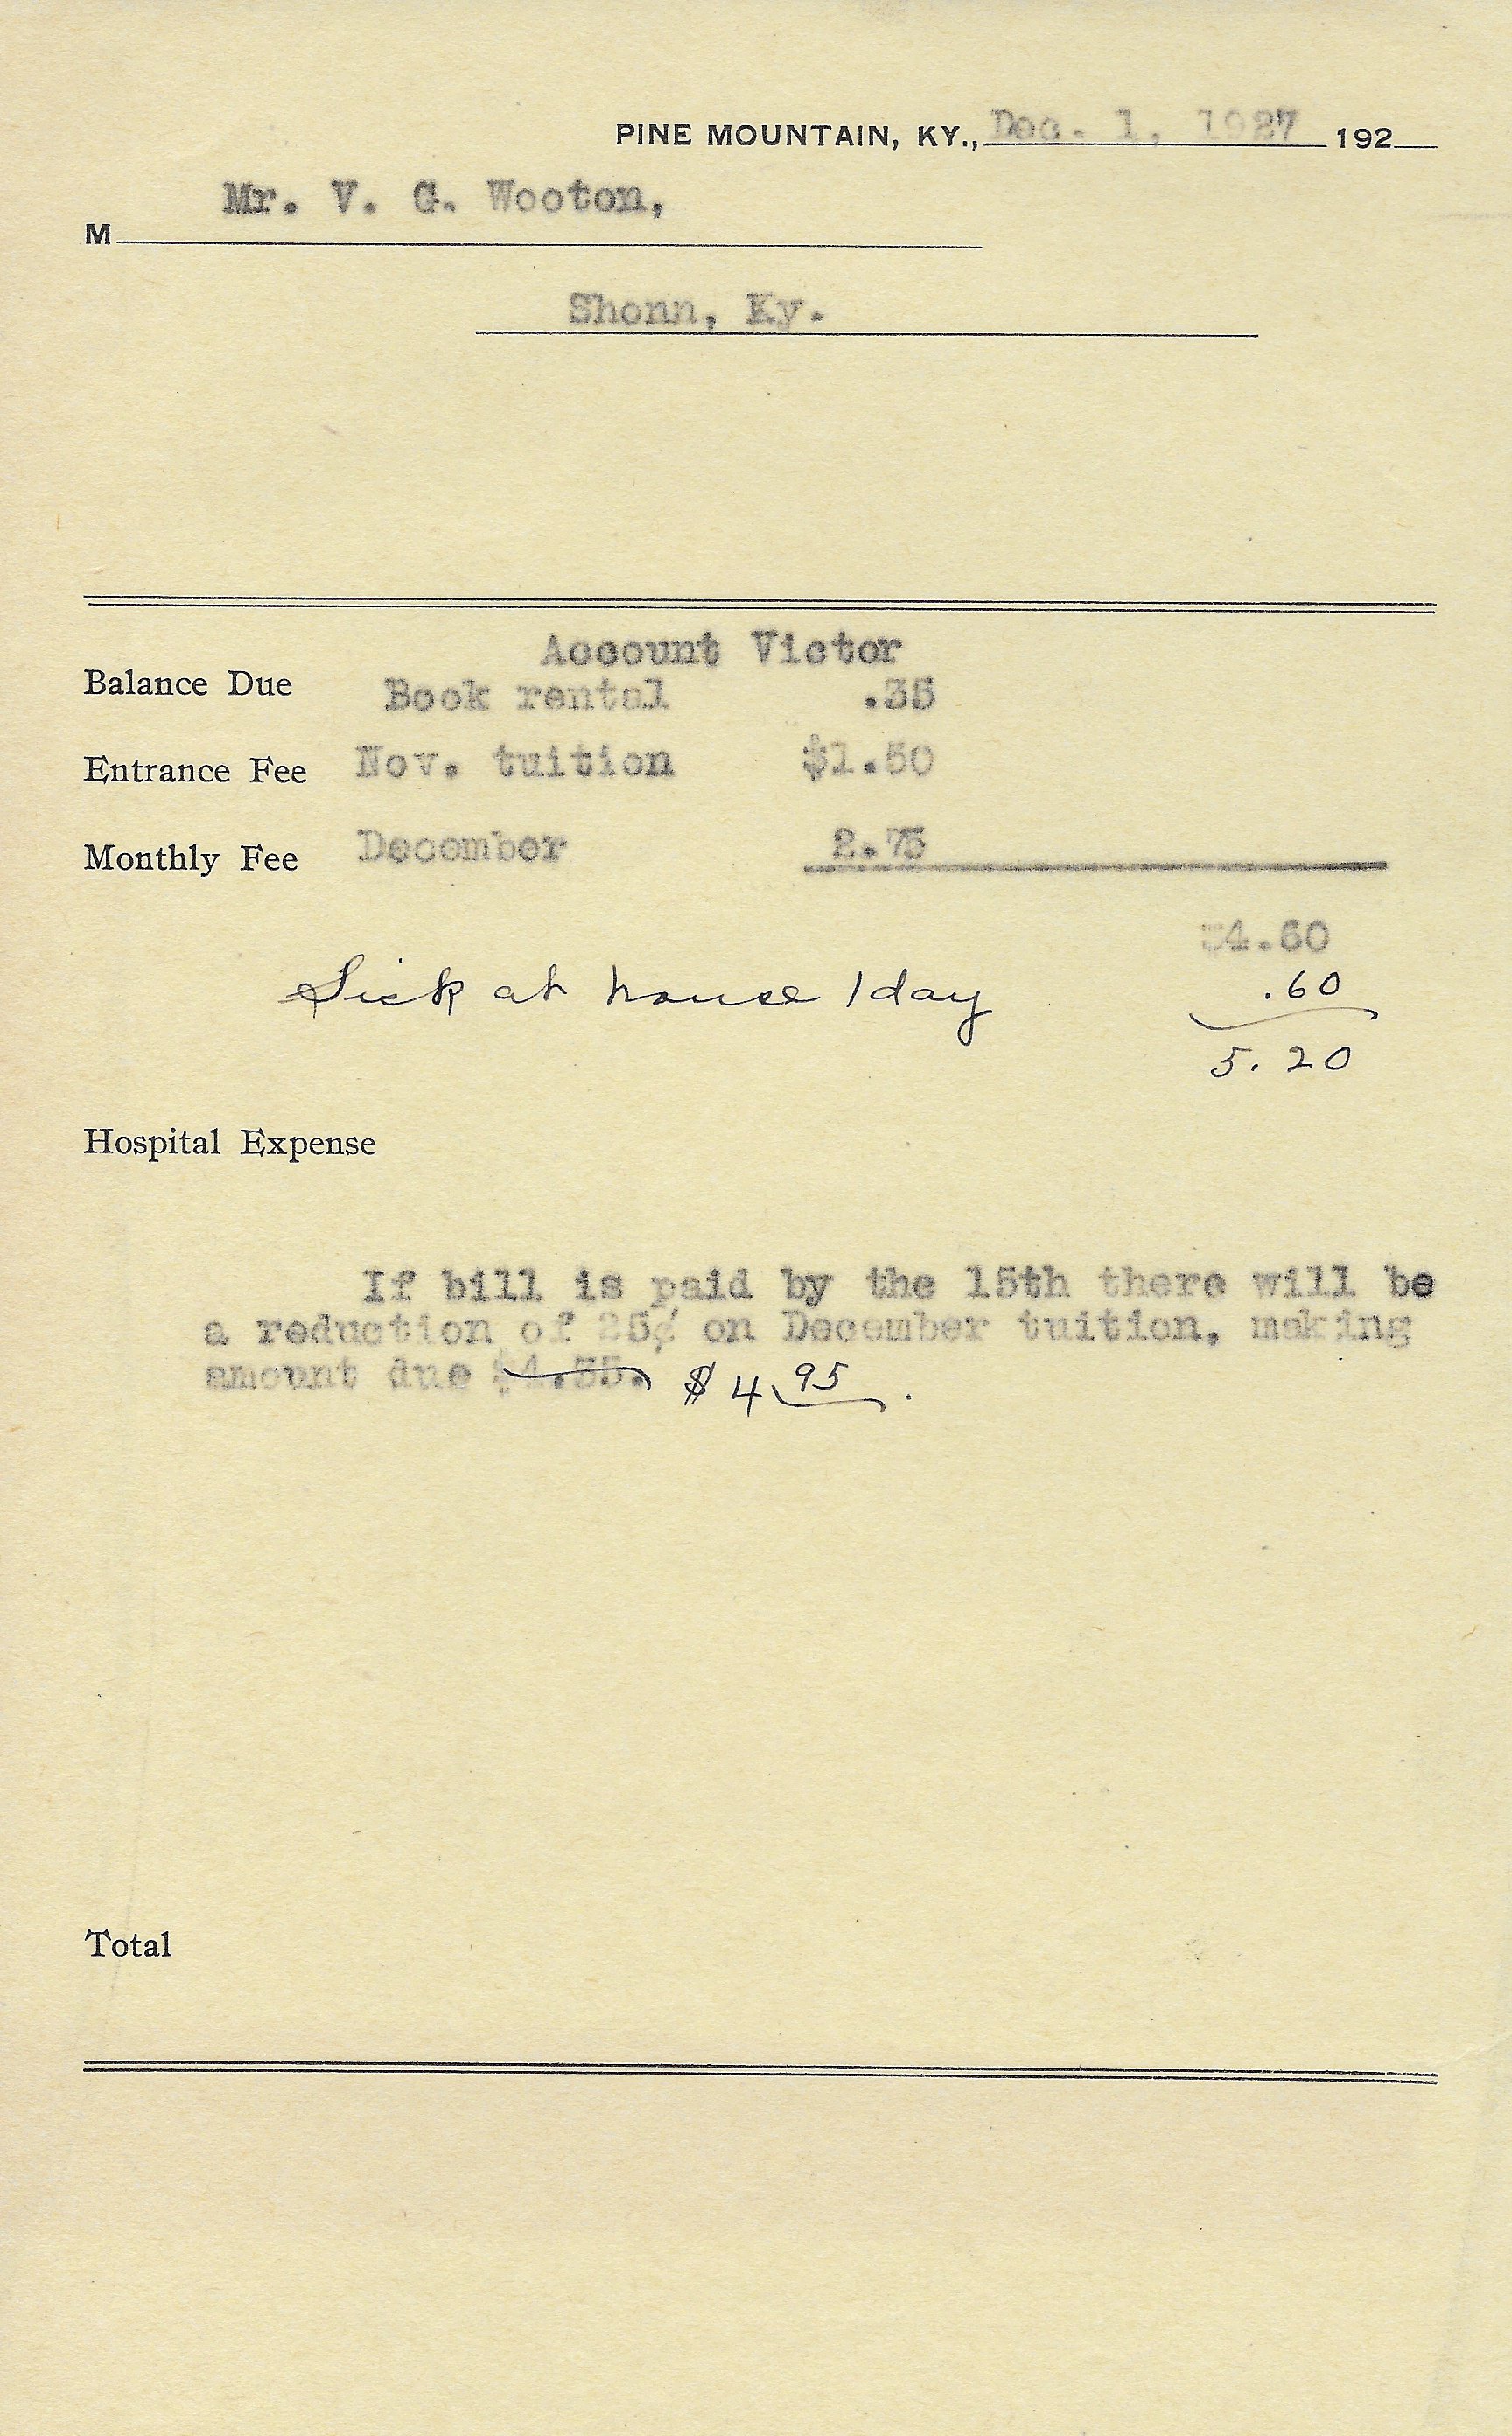 PINE MOUNTAIN, KY., Dec. 1, 1927 192
Mr. V. G. Wooton,
M
Shonn, Ky.
Account Victor
Balance Due Book rental .35
Entrance Fee Nov. tuition $1.50
Monthly Fee December 2.75
$4.60
Sick at house 1 day .60
5.20
Hospital Expense
If bill is paid by the 15th there will be
a reduction of 25¢ on December tuition, making
amount due $4.35. $4.95.
Total